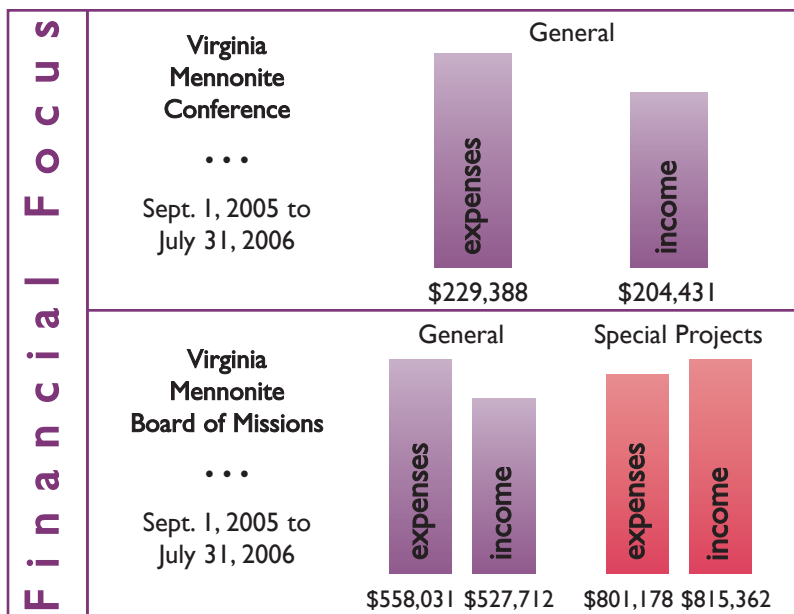 Financial Focus
Virginia
Mennonite
Conference
• • •
Sept. 1, 2005 to
July 31, 2006
General
expenses
income
$229,388
$204,431
Virginia
Mennonite
Board of Missions
• • •
Sept. 1, 2005 to
July 31, 2006
General
expenses
income
$558,031 $527,712
Special Projects
expenses
income
$801,178 $815,362